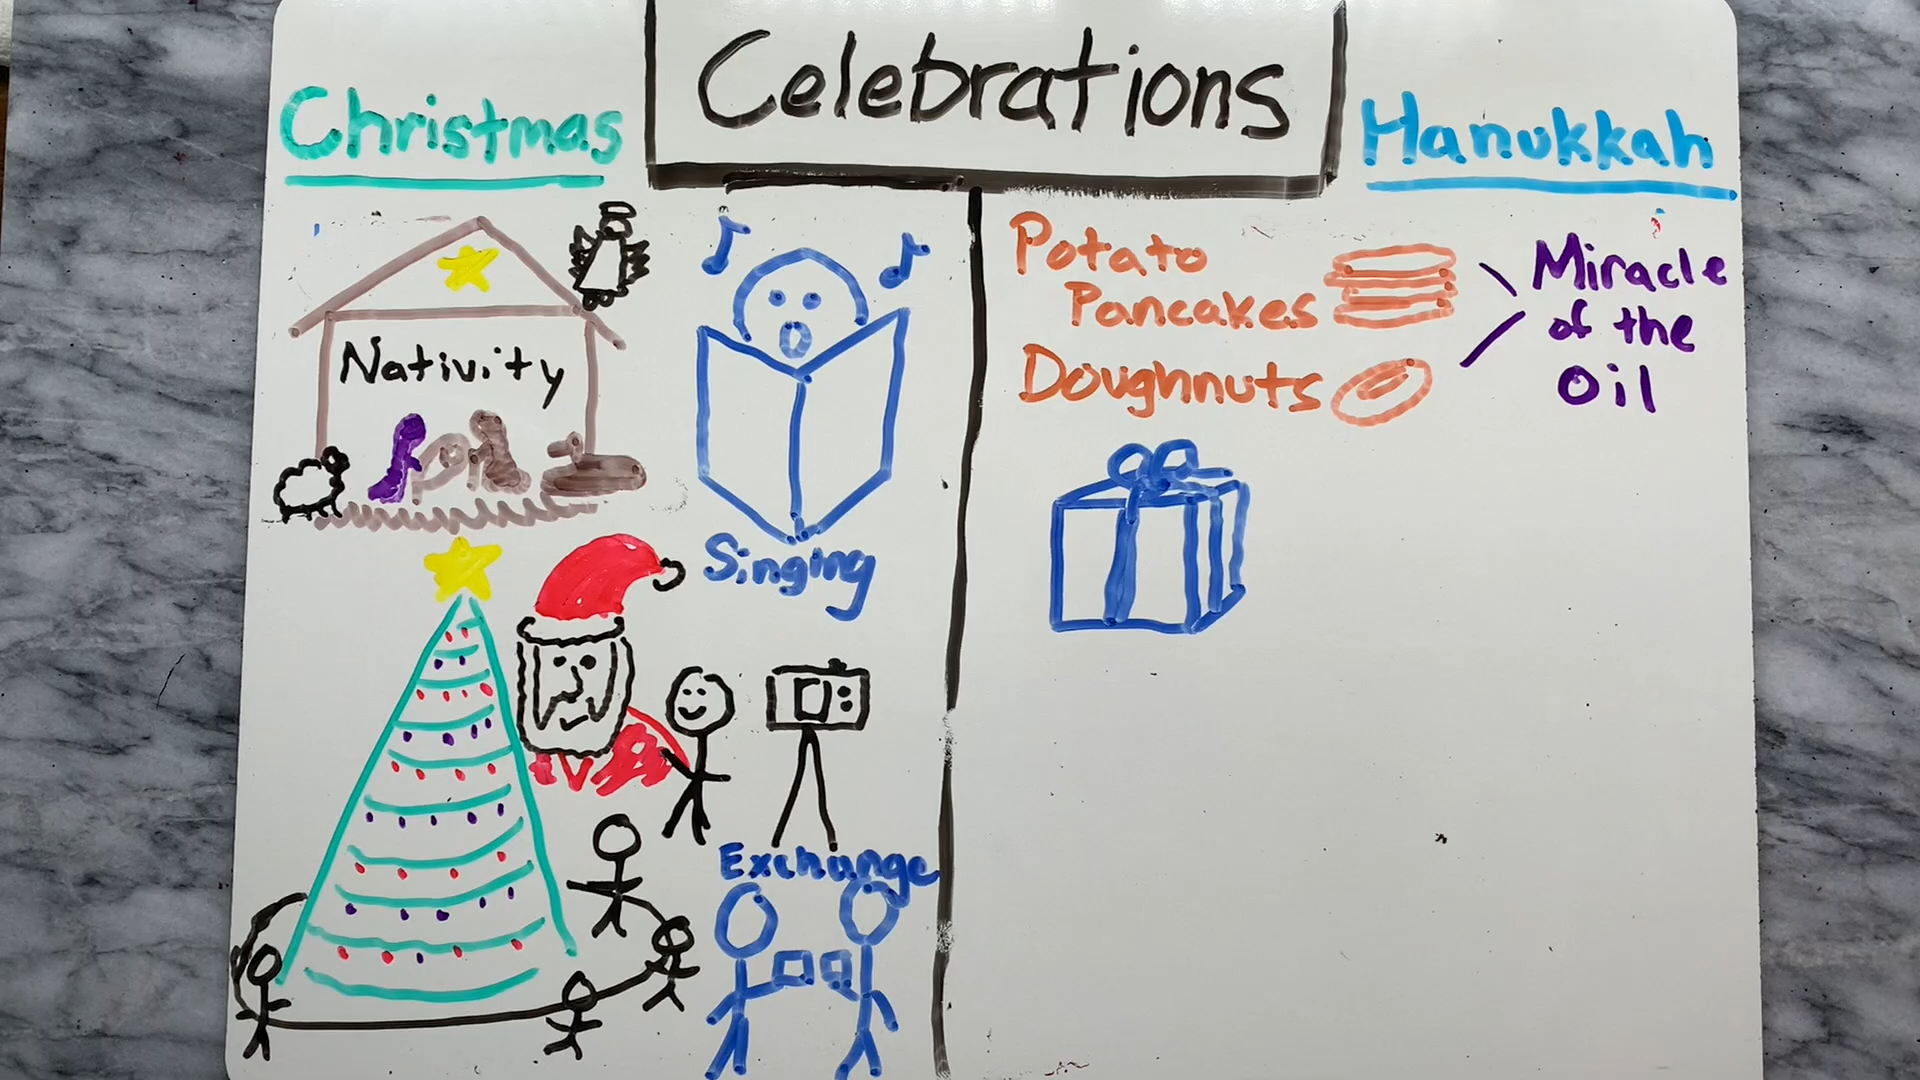 Celebrations
Christmas
Nativity
Singing
Exchange
Hanukkah
Potato
Pancakes
Doughnuts
Miracle
of the
Oil